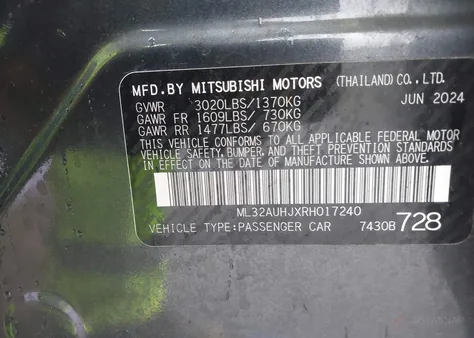 MFD.BY MITSUBISHI MOTORS (THAILAND) CO., LTD.
GVWR 3020LBS/1370KG JUN 2024
GAWR FR 1609LBS/ 730KG
GAWR RR 1477LBS/ 670KG
THIS VEHICLE CONFORMS TO ALL APPLICABLE FEDERAL MOTOR
VEHICLE SAFETY, BUMPER, AND THEFT PREVENTION STANDARDS
IN EFFECT ON THE DATE OF MANUFACTURE SHOWN ABOVE.
ML32AUHJXRH017240
VEHICLE TYPE:PASSENGER CAR 7430B 728